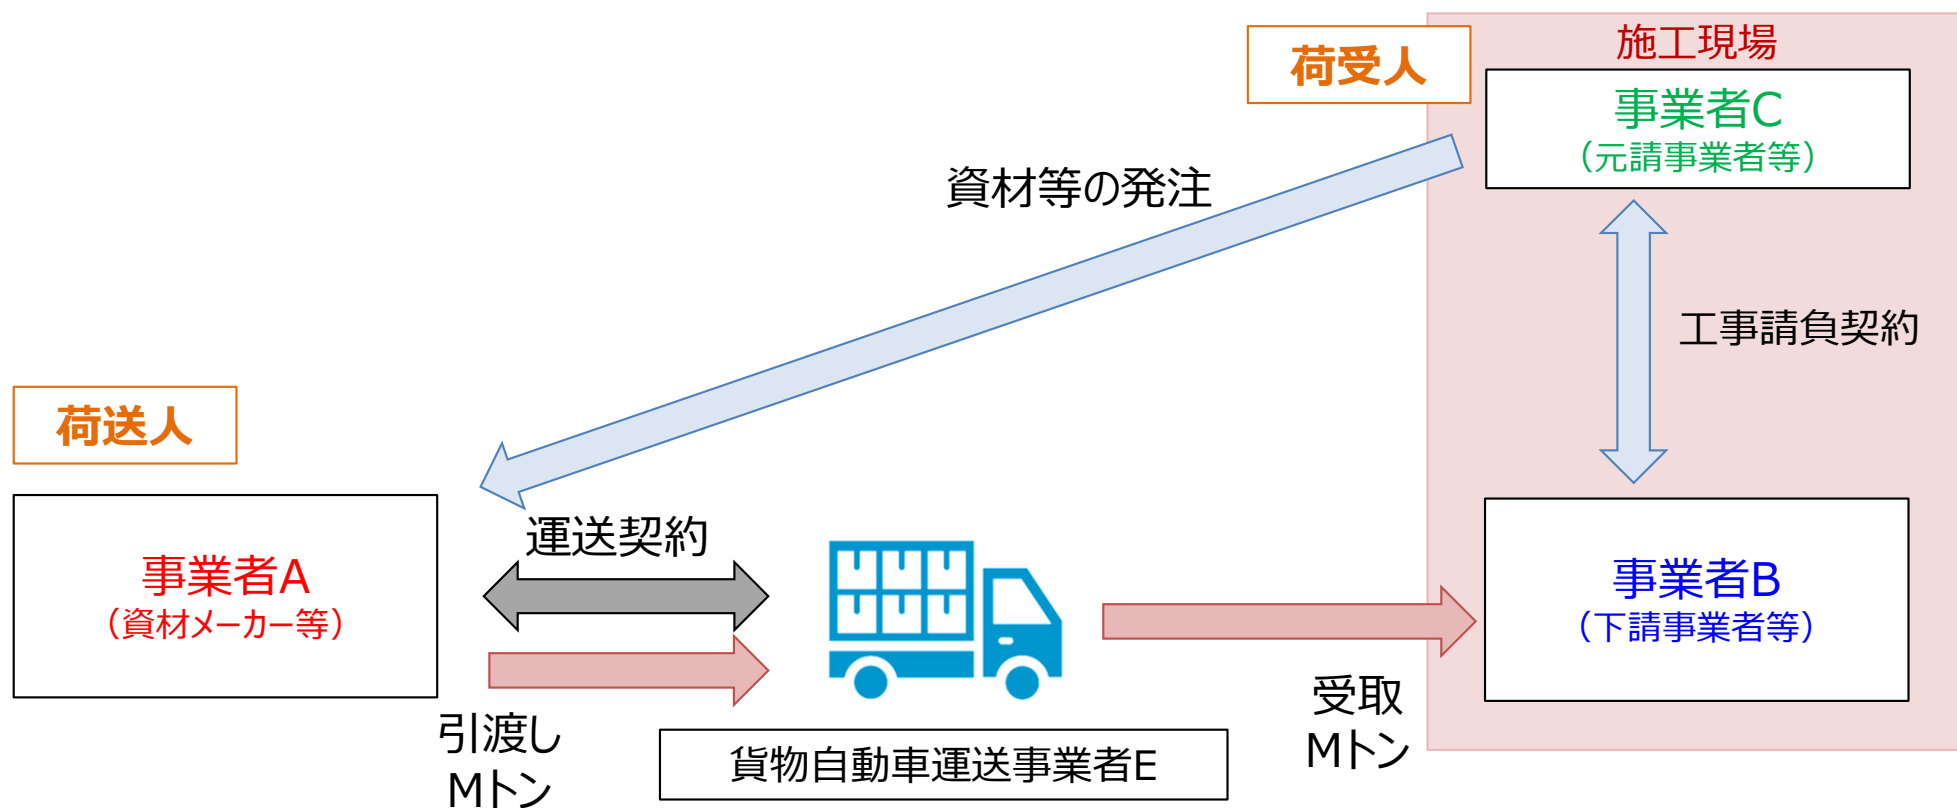 施工現場
荷受人
事業者C
（元請事業者等）
資材等の発注
工事請負契約
荷送人
運送契約
事業者A
（資材メーカー等）
事業者B
（下請事業者等）
引渡し
Mトン
受取
Mトン
貨物自動車運送事業者E